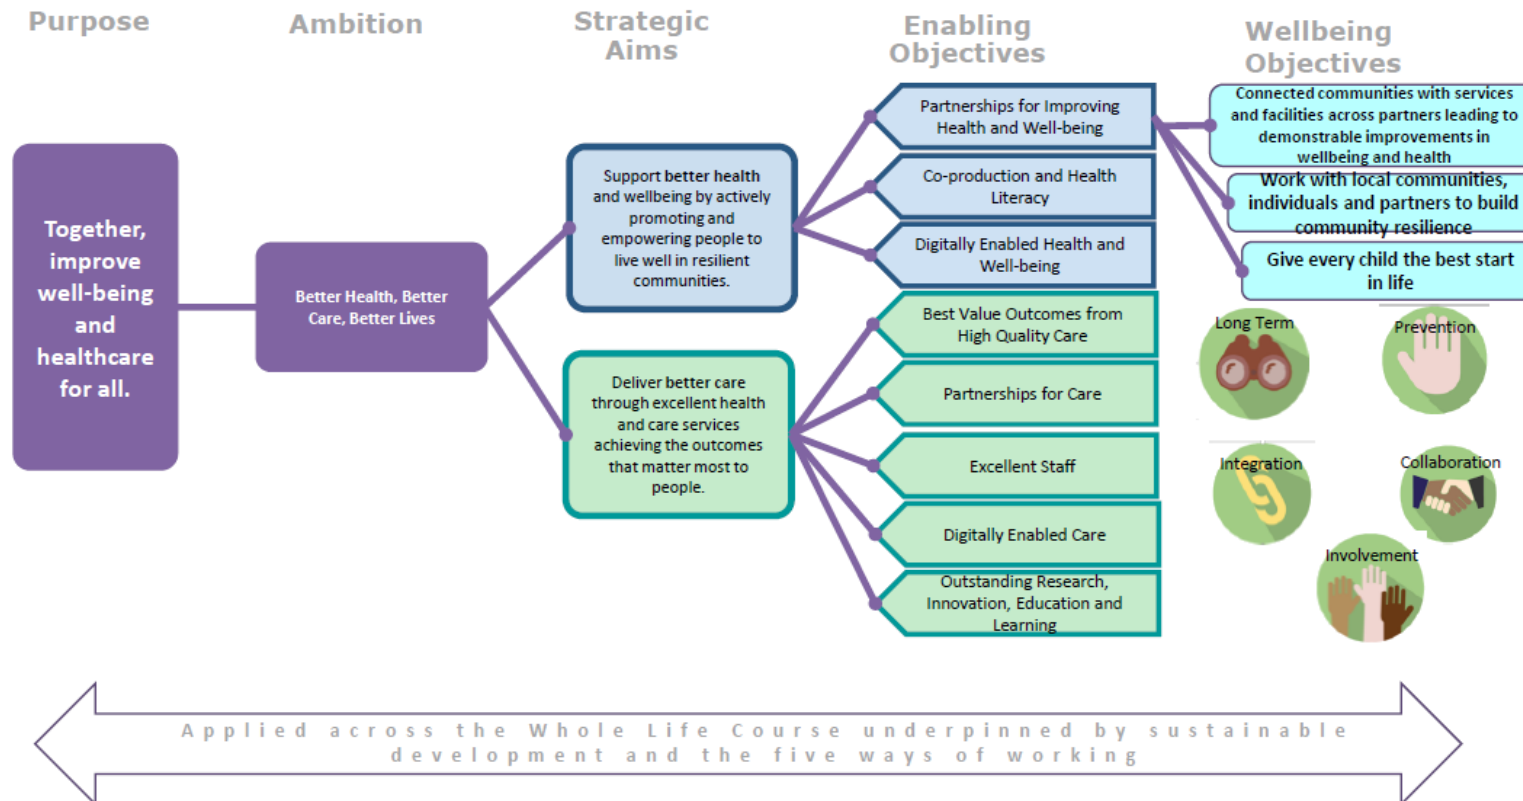 Purpose
Ambition
Strategic
Aims
Enabling
Objectives
Wellbeing
Objectives
Together,
improve
well-being
and
healthcare
for all.
Better Health, Better
Care, Better Lives
Support better health
and wellbeing by actively
promoting and
empowering people to
live well in resilient
communities.
Deliver better care
through excellent health
and care services
achieving the outcomes
that matter most to
people.
Partnerships for Improving
Health and Well-being
Co-production and Health
Literacy
Digitally Enabled Health and
Well-being
Best Value Outcomes from
High Quality Care
Partnerships for Care
Excellent Staff
Digitally Enabled Care
Outstanding Research,
Innovation, Education and
Learning
Connected communities with services
and facilities across partners leading to
demonstrable improvements in
wellbeing and health
Work with local communities,
individuals and partners to build
community resilience
Give every child the best start
in life
Long Term
Prevention
Integration
Collaboration
Involvement
Applied across the Whole Life Course underpinned by sustainable
development and the five ways of working